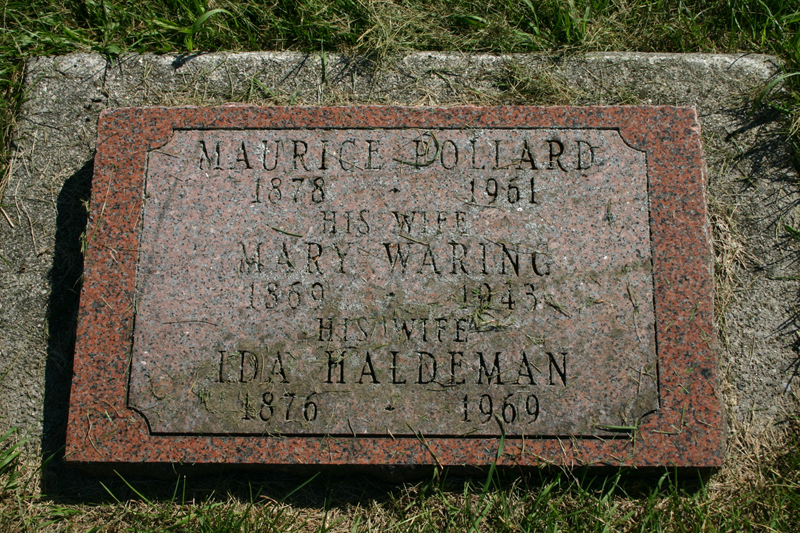 MAURICE POLLARD
1878 - 1961
HIS WIFE
MARY WARING
1869 - 1943
HIS WIFE
IDA HALDEMAN
1876 - 1969